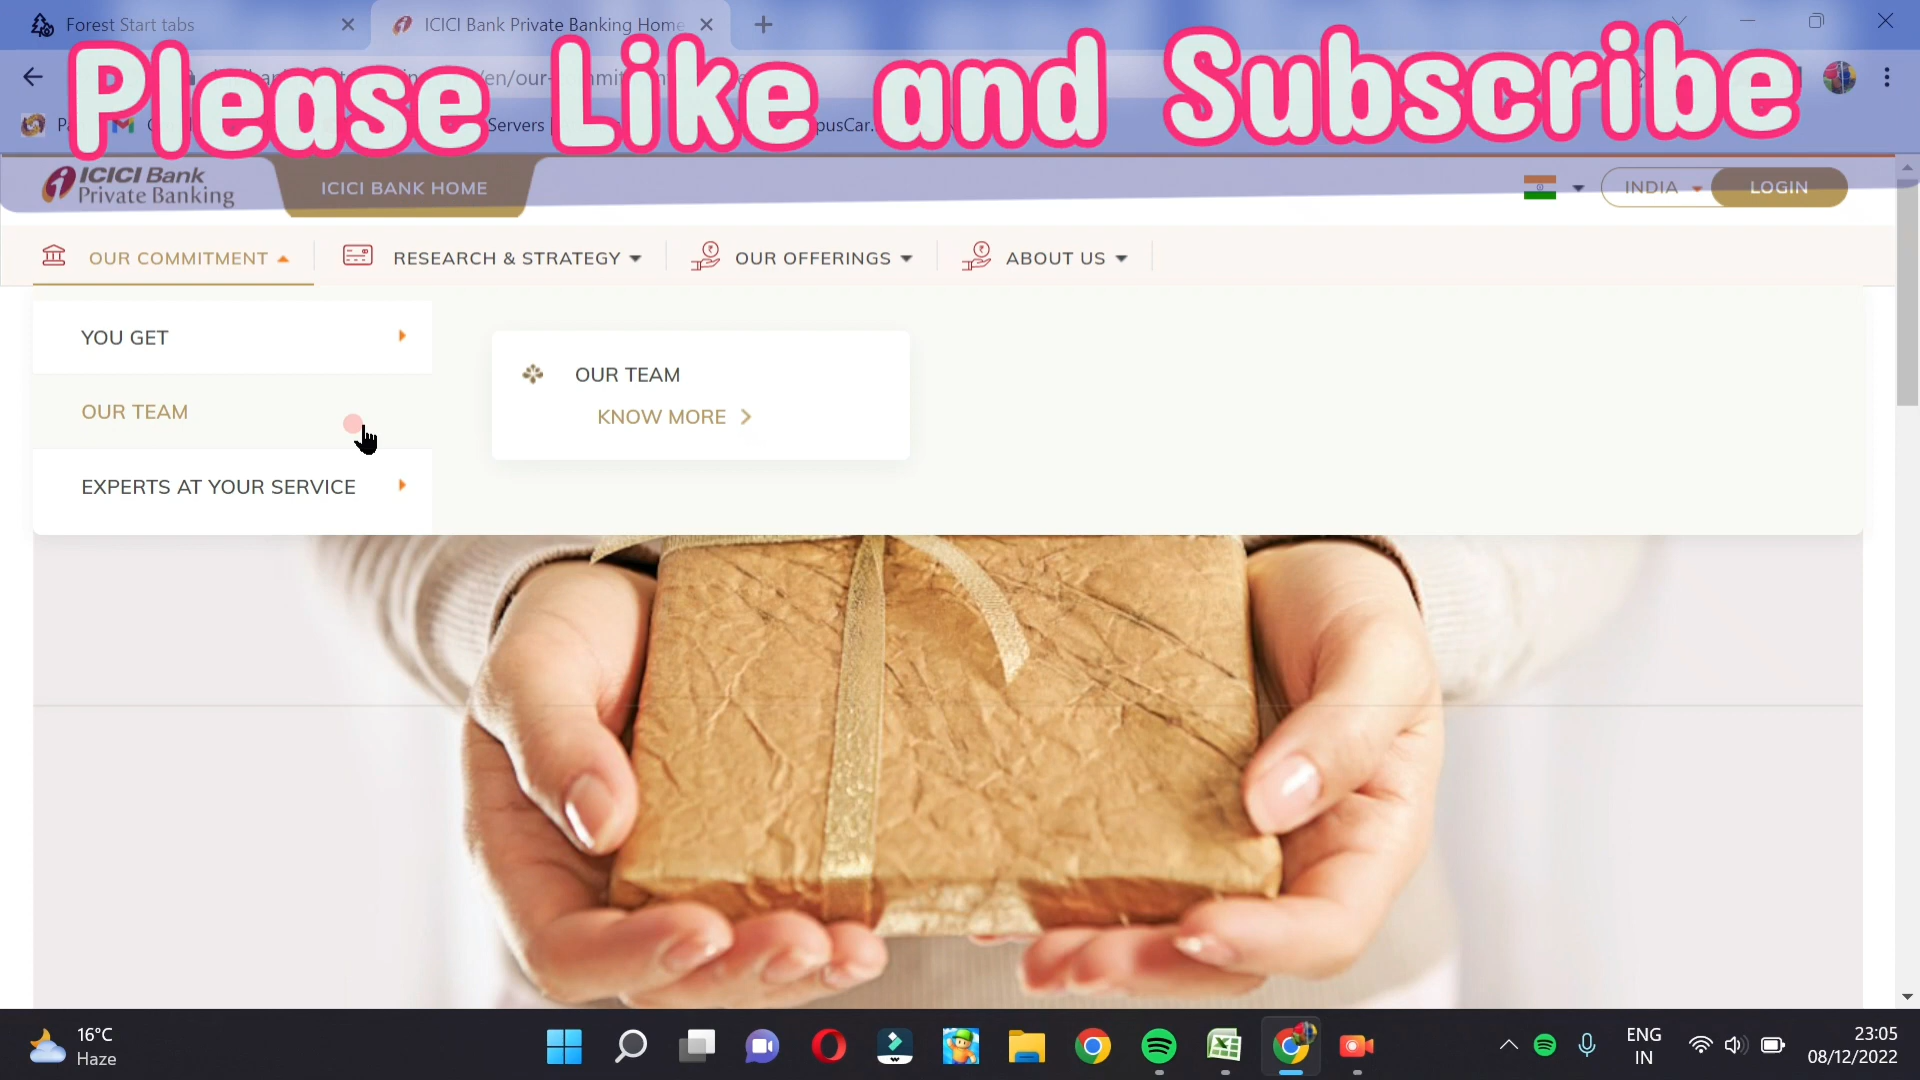 Forest Start tabs
ICICI Bank Private Banking Home
Please Like and Subscribe
Servers
ICICI Bank
Private Banking
ICICI BANK HOME
INDIA
LOGIN
OUR COMMITMENT
RESEARCH & STRATEGY
OUR OFFERINGS
ABOUT US
YOU GET
OUR TEAM
EXPERTS AT YOUR SERVICE
OUR TEAM
KNOW MORE
16°C
Haze
ENG
IN
23:05
08/12/2022